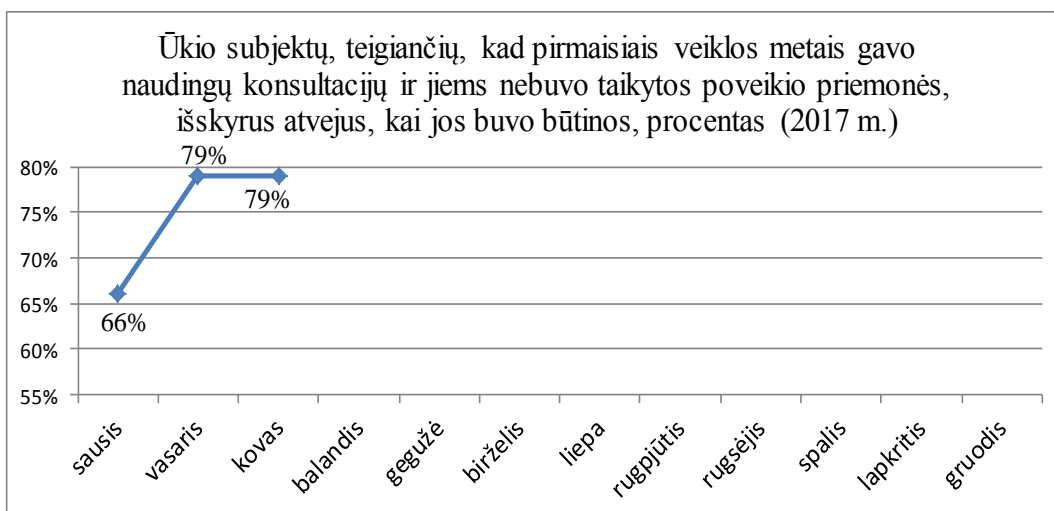 Ūkio subjektų, teigiančių, kad pirmaisiais veiklos metais gavo
naudingų konsultacijų ir jiems nebuvo taikytos poveikio priemonės,
išskyrus atvejus, kai jos buvo būtinos, procentas (2017 m.)
80%
75%
70%
65%
60%
55%
79%
79%
66%
sausis
vasaris
kovas
balandis
gegužė
birželis
liepa
rugpjūtis
rugsėjis
spalis
lapkritis
gruodis